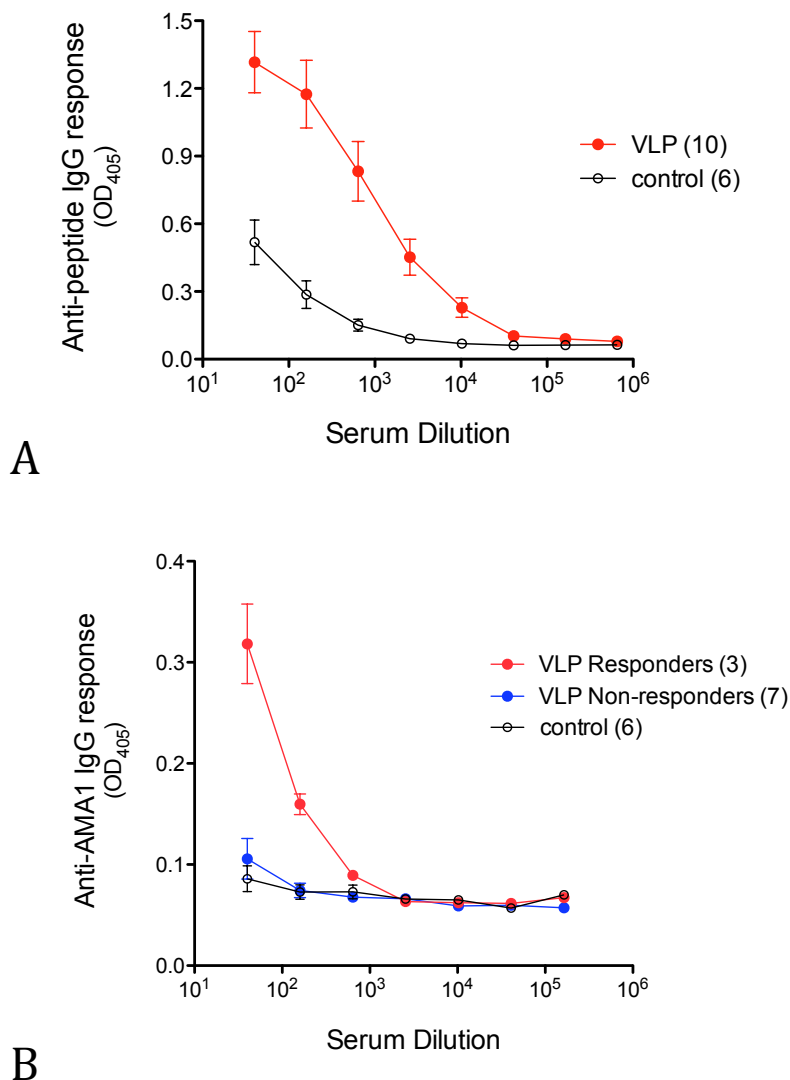 1.5
1.2
0.9
0.6
0.3
0.0
Anti-peptide IgG response
(OD405)
10¹ 10² 10³ 10⁴ 10⁵ 10⁶
Serum Dilution
VLP (10)
control (6)
A
0.4
0.3
0.2
0.1
0.0
Anti-AMA1 IgG response
(OD405)
10¹ 10² 10³ 10⁴ 10⁵ 10⁶
Serum Dilution
VLP Responders (3)
VLP Non-responders (7)
control (6)
B